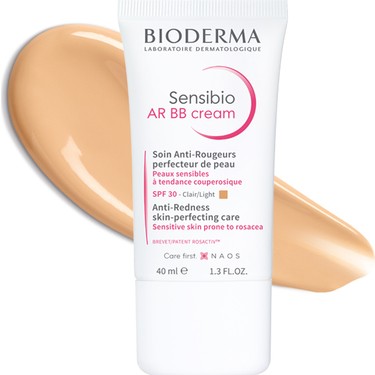 BIODERMA
LABORATOIRE DERMATOLOGIQUE
Sensibio
AR BB cream
Soin Anti-Rougeurs
perfecteur de peau
Peaux sensibles
à tendance couperosique
SPF 30 - Clair/Light
Anti-Redness
skin-perfecting care
Sensitive skin prone to rosacea
BREVET/PATENT ROSACTIV™
Care first. NAOS
40 ml e 1.3 FL.OZ.